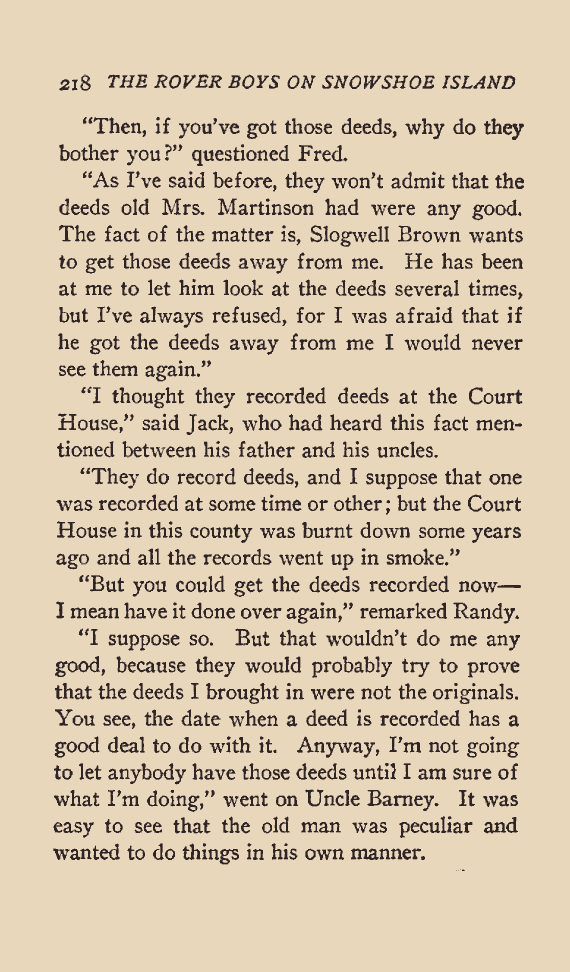 218 THE ROVER BOYS ON SNOWSHOE ISLAND
"Then, if you've got those deeds, why do they
bother you?" questioned Fred.
"As I've said before, they won't admit that the
deeds old Mrs. Martinson had were any good.
The fact of the matter is, Slogwell Brown wants
to get those deeds away from me. He has been
at me to let him look at the deeds several times,
but I've always refused, for I was afraid that if
he got the deeds away from me I would never
see them again."
"I thought they recorded deeds at the Court
House," said Jack, who had heard this fact men-
tioned between his father and his uncles.
"They do record deeds, and I suppose that one
was recorded at some time or other; but the Court
House in this county was burnt down some years
ago and all the records went up in smoke."
"But you could get the deeds recorded now—
I mean have it done over again," remarked Randy.
"I suppose so. But that wouldn't do me any
good, because they would probably try to prove
that the deeds I brought in were not the originals.
You see, the date when a deed is recorded has a
good deal to do with it. Anyway, I'm not going
to let anybody have those deeds until I am sure of
what I'm doing," went on Uncle Barney. It was
easy to see that the old man was peculiar and
wanted to do things in his own manner.